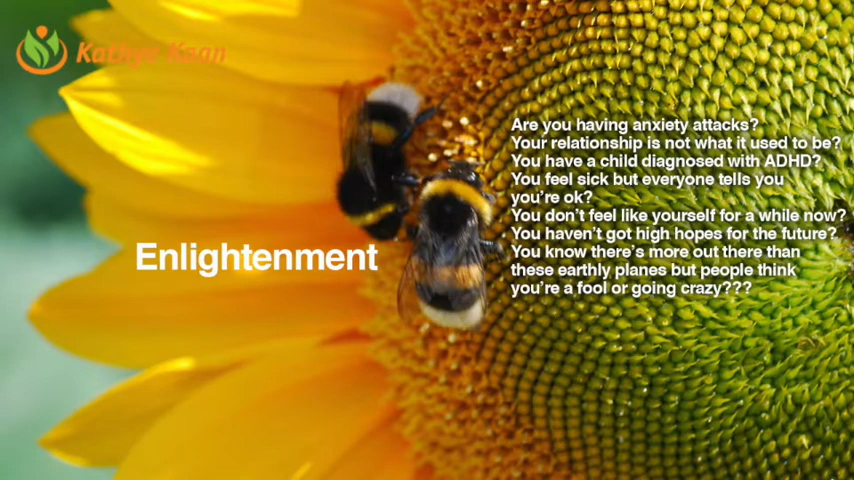 Kathye Kaan
Enlightenment
Are you having anxiety attacks?
Your relationship is not what it used to be?
You have a child diagnosed with ADHD?
You feel sick but everyone tells you
you're ok?
You don't feel like yourself for a while now?
You haven't got high hopes for the future?
You know there's more out there than
these earthly planes but people think
you're a fool or going crazy???